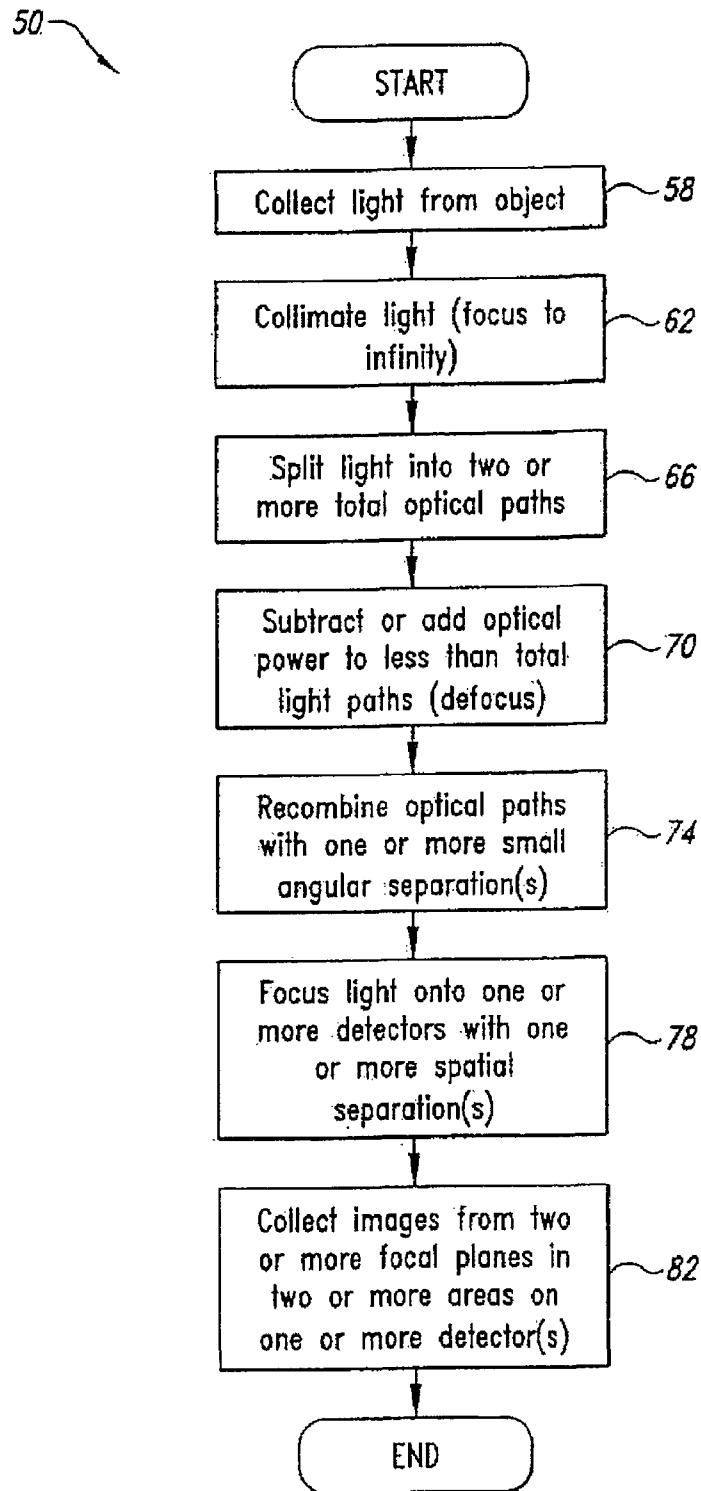 50
START
Collect light from object
58
Collimate light (focus to
infinity)
62
Split light into two or
more total optical paths
66
Subtract or add optical
power to less than total
light paths (defocus)
70
Recombine optical paths
with one or more small
angular separation(s)
74
Focus light onto one or
more detectors with one
or more spatial
separation(s)
78
Collect images from two
or more focal planes in
two or more areas on
one or more detector(s)
82
END